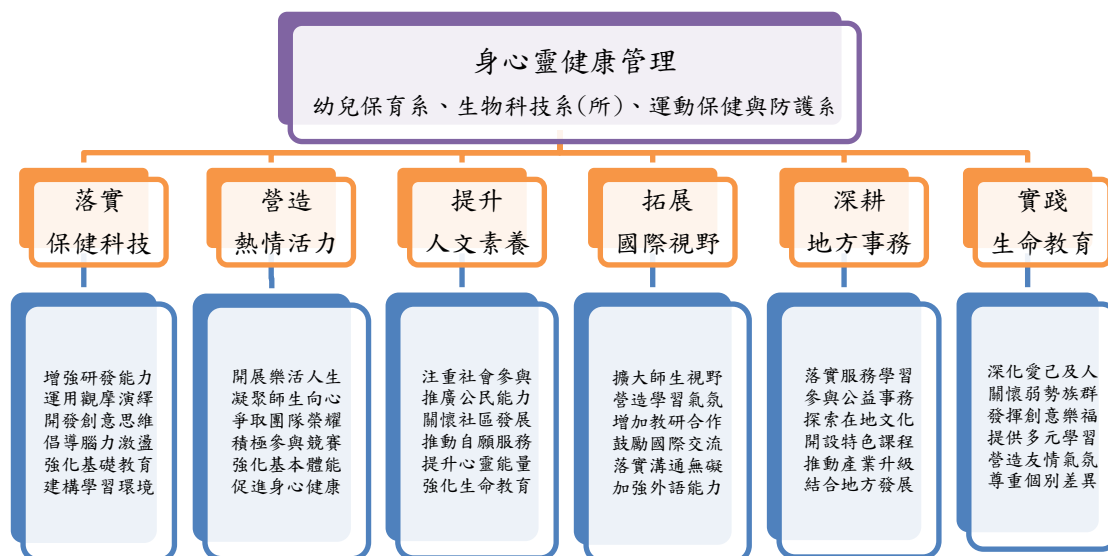 身心靈健康管理
幼兒保育系、生物科技系(所)、運動保健與防護系
落實
保健科技
營造
熱情活力
提升
人文素養
拓展
國際視野
深耕
地方事務
實踐
生命教育
增強研發能力
運用觀摩演繹
開發創意思維
倡導腦力激盪
強化基礎教育
建構學習環境
開展樂活人生
凝聚師生向心
爭取團隊榮耀
積極參與競賽
強化基本體能
促進身心健康
注重社會參與
推廣公民能力
關懷社區發展
推動自願服務
提升心靈能量
強化生命教育
擴大師生視野
營造學習氣氛
增加教研合作
鼓勵國際交流
落實溝通無礙
加強外語能力
落實服務學習
參與公益事務
探索在地文化
開設特色課程
推動產業升級
結合地方發展
深化愛己及人
關懷弱勢族群
發揮創意樂福
提供多元學習
營造友情氣氛
尊重個別差異